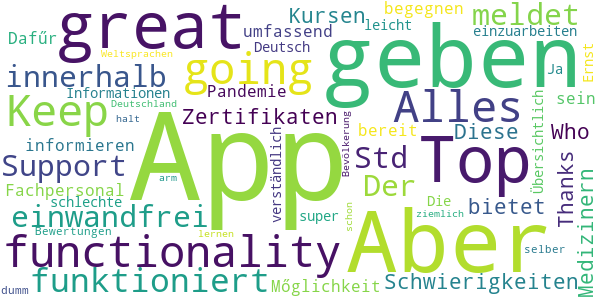 great
going
geben
meldet
Kursen
umfassend
begegnen
leicht
einzuarbeiten
Dafűr
Weltsprachen
Deutsch
innerhalb
Informationen
Pandemie
Ja
Ernst
Keep
Deutschland
halt
App
Zertifikaten
Alles
Diese
sein
Who
bereit
informieren
Support
arm
Bevölkerung
verständlich
Std
Top
Übersichtlich
Thanks
Medizinern
Fachpersonal
schlechte
super
Der
Die
ziemlich
bietet
einwandfrei
Bewertungen
lernen
Möglichkeit
schon
Aber
functionality
selber
funktioniert
Schwierigkeiten
dumm